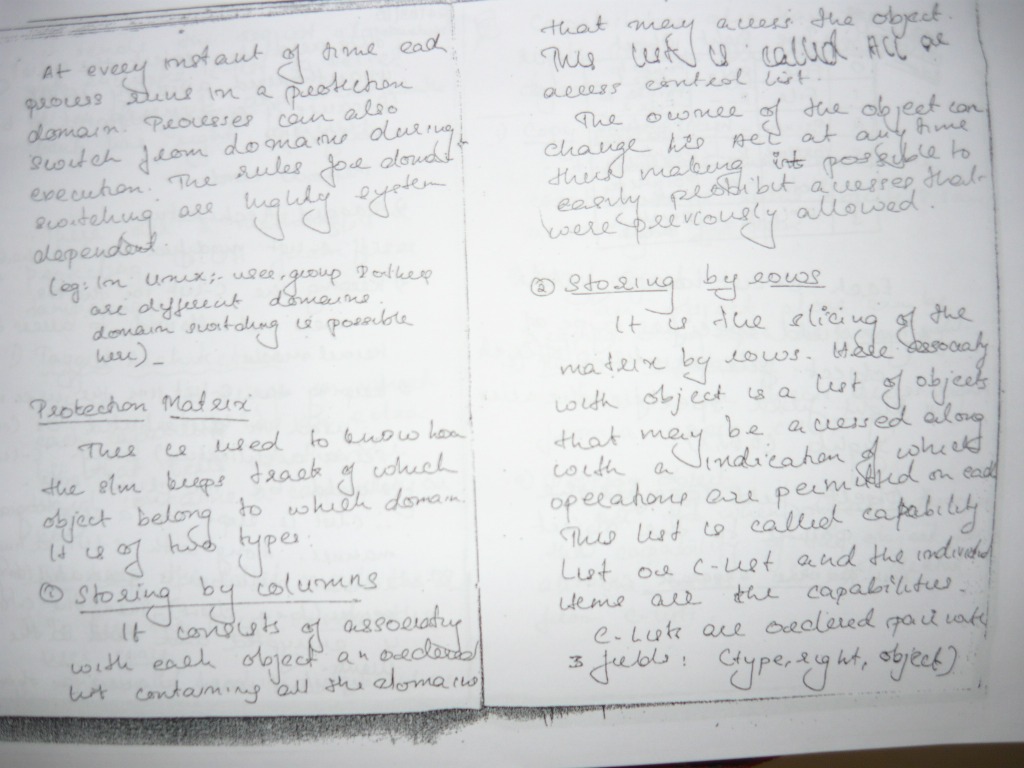 At every instant of time each
process runs in a protection
domain. Processes can also
switch from domains during
execution. The rules for domain
switching are highly system
dependent.
(eg: In Unix;- user, group & others
are different domains.
domain switching is possible
here)_
Protection Matrix
This is used to know how
the s/m keeps track of which
object belong to which domain.
It is of two types:
① Storing by columns
It consists of associating
with each object an ordered
list containing all the domains
that may access the object.
This list is called ACL or
access control list.
The owner of the object can
change his ACL at any time
thus making it possible to
easily prohibit accesses that
were previously allowed.
② Storing by rows
It is the slicing of the
matrix by rows. Here associaty
with object is a list of objects
that may be accessed along
with a indication of which
operations are permitted on each
This list is called capability
List or C-list and the individual
items are the capabilities.
C-lists are ordered pair with
3 fields: (type, right, object)